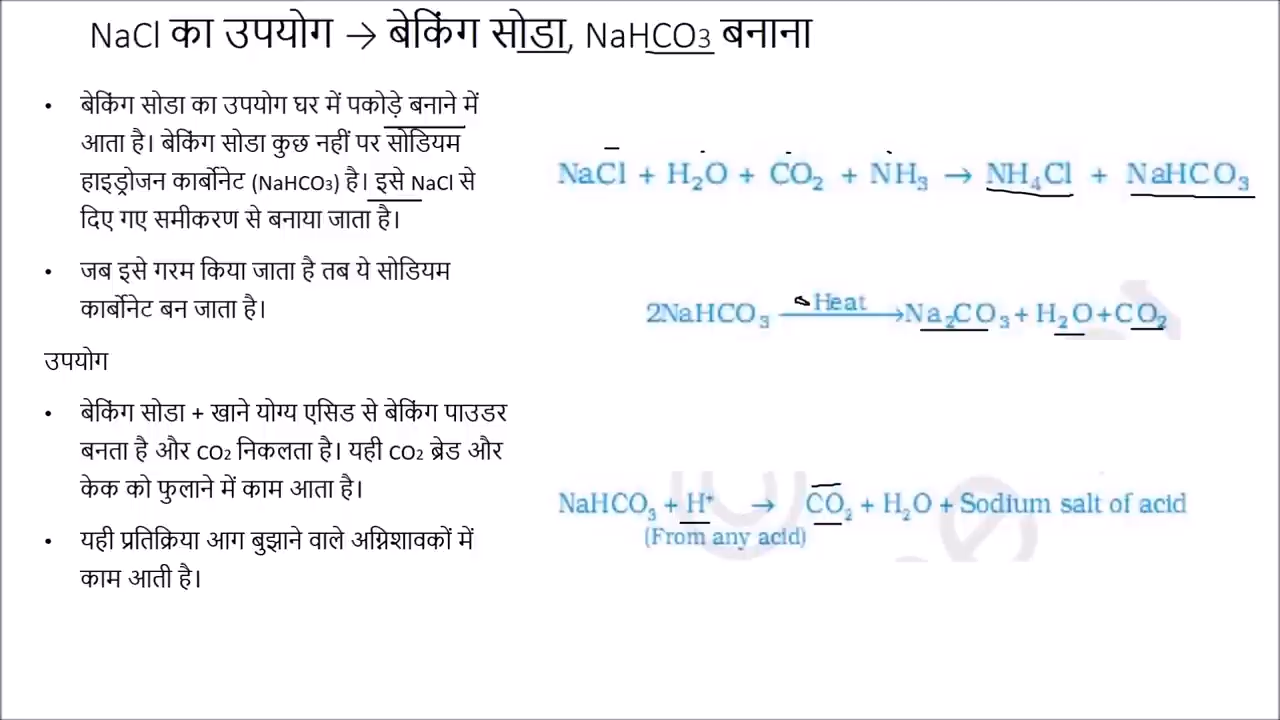 NaCl का उपयोग → बेकिंग सोडा, NaHCO3 बनाना
• बेकिंग सोडा का उपयोग घर में पकोड़े बनाने में
आता है। बेकिंग सोडा कुछ नहीं पर सोडियम
हाइड्रोजन कार्बोनेट (NaHCO₃) है। इसे NaCl से
दिए गए समीकरण से बनाया जाता है।
NaCl + H₂O + CO₂ + NH₃ → NH₄Cl + NaHCO₃
• जब इसे गरम किया जाता है तब ये सोडियम
कार्बोनेट बन जाता है।
2NaHCO₃ Heat→ Na₂CO₃ + H₂O + CO₂
उपयोग
• बेकिंग सोडा + खाने योग्य एसिड से बेकिंग पाउडर
बनता है और CO₂ निकलता है। यही CO₂ ब्रेड और
केक को फुलाने में काम आता है।
NaHCO₃ + H⁺ → CO₂ + H₂O + Sodium salt of acid
(From any acid)
• यही प्रतिक्रिया आग बुझाने वाले अग्निशावकों में
काम आती है।